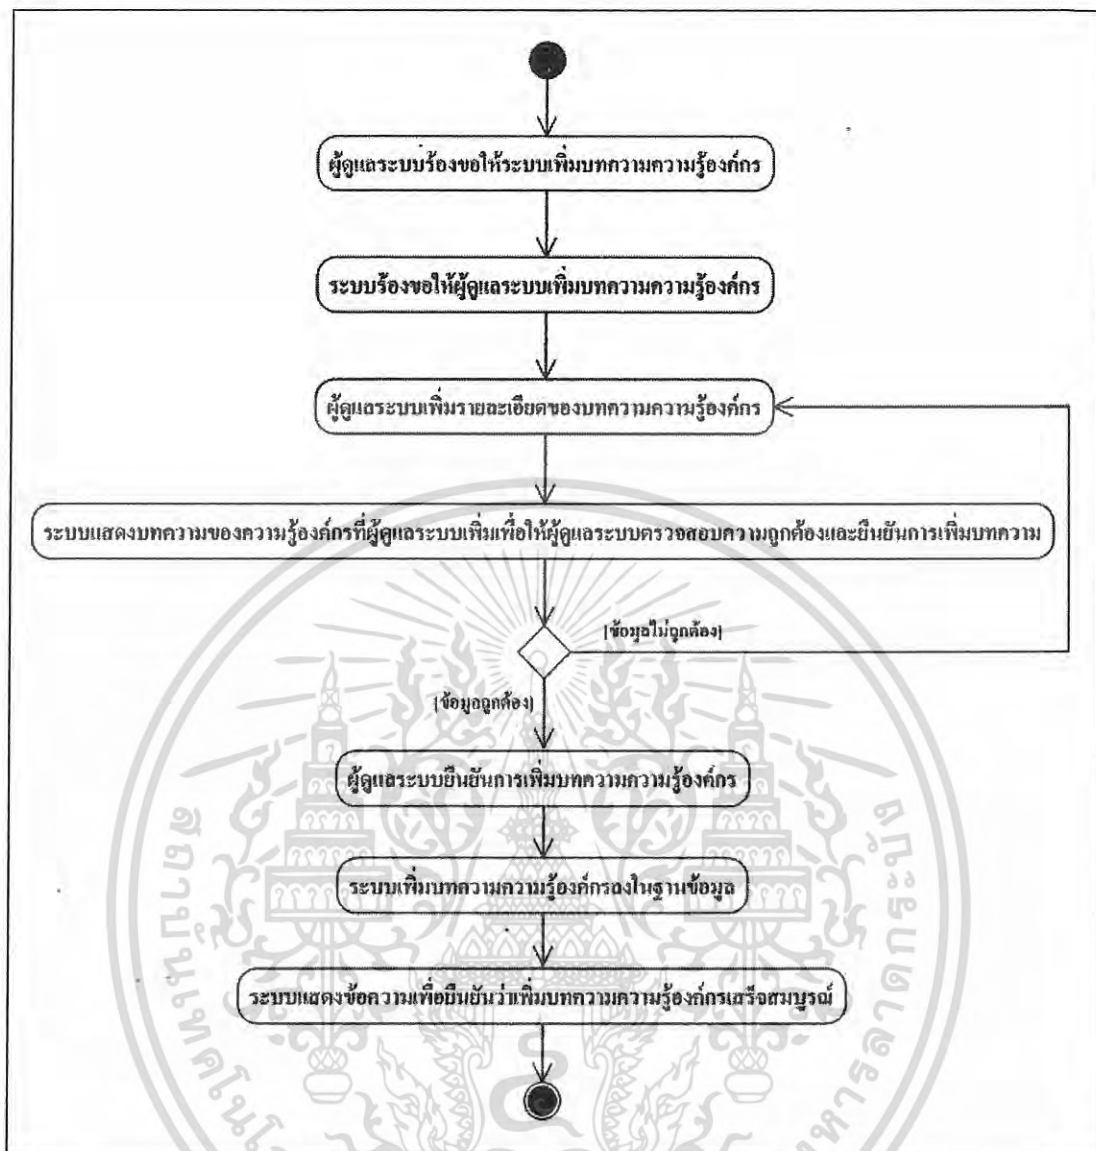 ผู้ดูแลระบบร้องขอให้ระบบเพิ่มบทความความรู้องค์กร
ระบบร้องขอให้ผู้ดูแลระบบเพิ่มบทความความรู้องค์กร
ผู้ดูแลระบบเพิ่มรายละเอียดของบทความความรู้องค์กร
ระบบแสดงบทความของความรู้องค์กรที่ผู้ดูแลระบบเพิ่มเพื่อให้ผู้ดูแลระบบตรวจสอบความถูกต้องและยืนยันการเพิ่มบทความ
[ข้อมูลไม่ถูกต้อง]
[ข้อมูลถูกต้อง]
ผู้ดูแลระบบยืนยันการเพิ่มบทความความรู้องค์กร
ระบบเพิ่มบทความความรู้องค์กรลงในฐานข้อมูล
ระบบแสดงข้อความเพื่อยืนยันว่าเพิ่มบทความความรู้องค์กรเสร็จสมบูรณ์